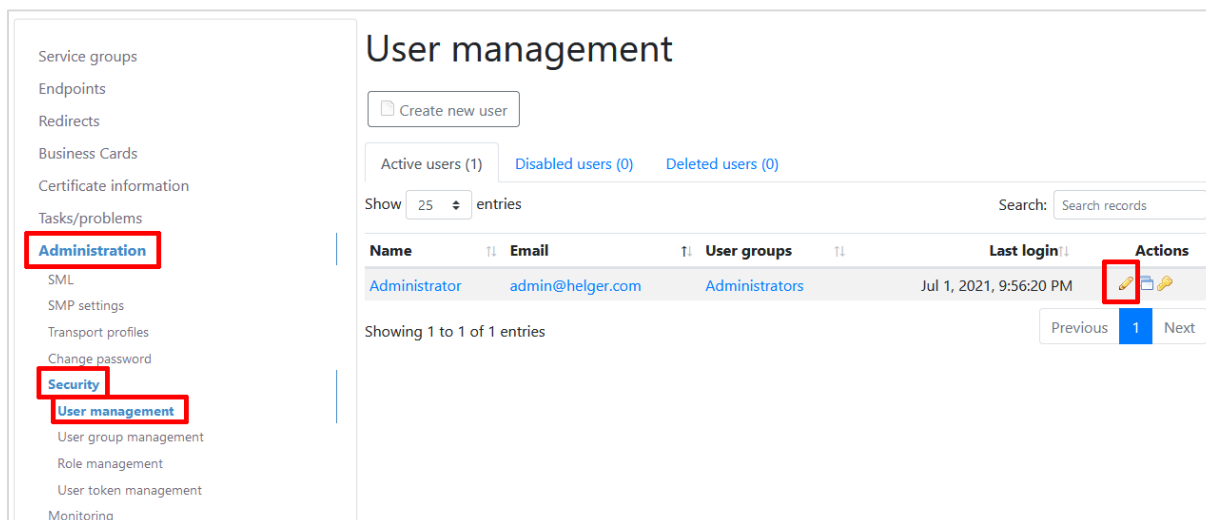 Service groups
Endpoints
Redirects
Business Cards
Certificate information
Tasks/problems
Administration
SML
SMP settings
Transport profiles
Change password
Security
User management
User group management
Role management
User token management
Monitoring
User management
Create new user
Active users (1) Disabled users (0) Deleted users (0)
Show 25 entries Search: Search records
Name Email User groups Last login Actions
Administrator admin@helger.com Administrators Jul 1, 2021, 9:56:20 PM
Showing 1 to 1 of 1 entries Previous 1 Next